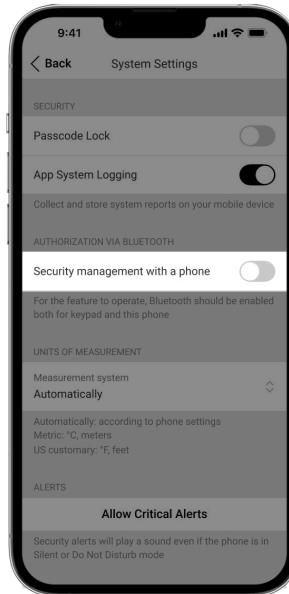 9:41
Back System Settings
SECURITY
Passcode Lock
App System Logging
Collect and store system reports on your mobile device
AUTHORIZATION VIA BLUETOOTH
Security management with a phone
For the feature to operate, Bluetooth should be enabled
both for keypad and this phone
UNITS OF MEASUREMENT
Measurement system
Automatically
Automatically: according to phone settings
Metric: °C, meters
US customary: °F, feet
ALERTS
Allow Critical Alerts
Security alerts will play a sound even if the phone is in
Silent or Do Not Disturb mode